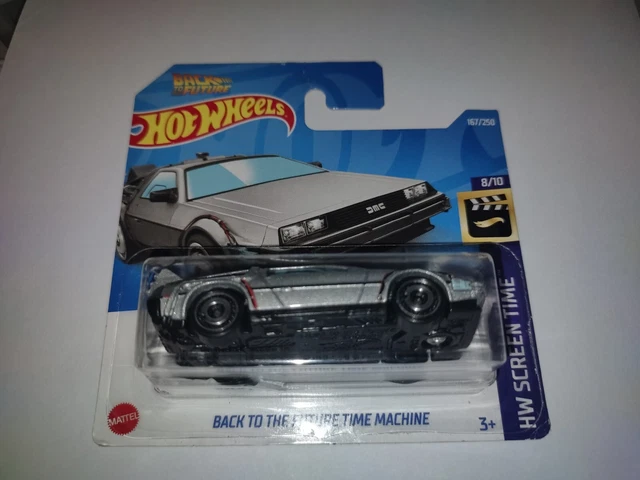 BACK
TO THE
FUTURE
Hot Wheels
167/250
8/10
DMC
HW SCREEN TIME
MATTEL
BACK TO THE FUTURE TIME MACHINE
3+